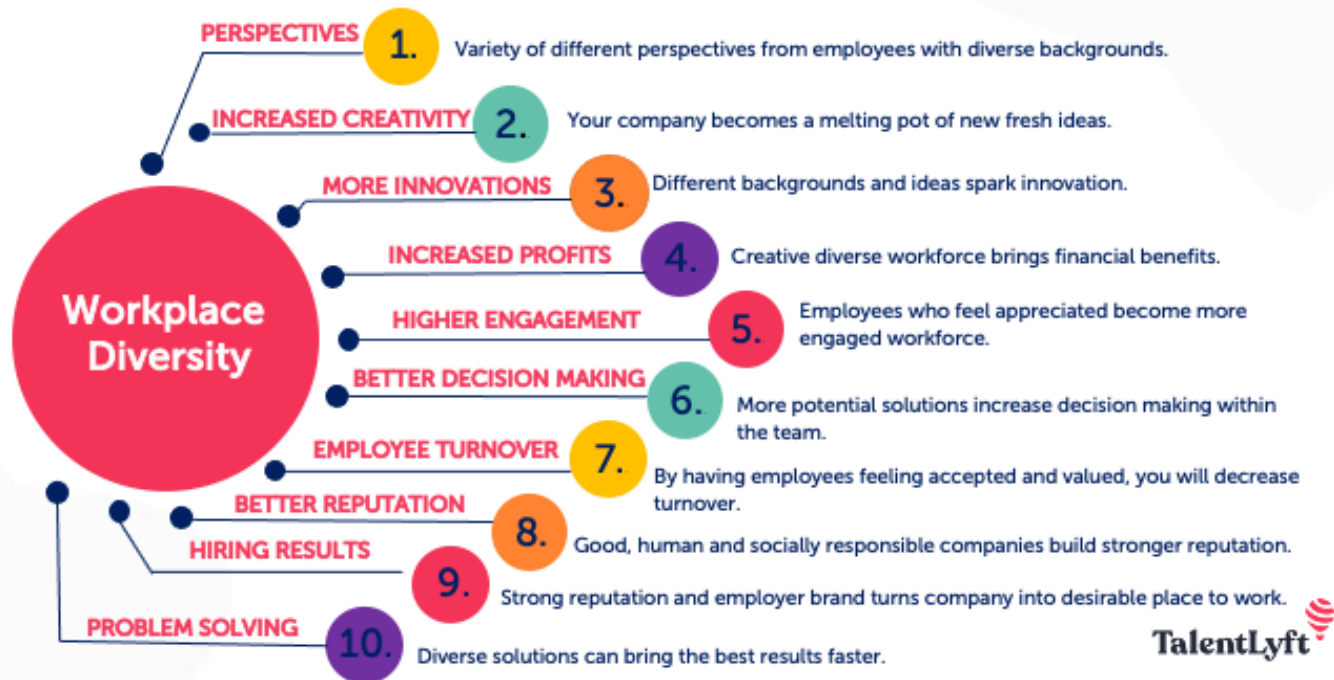 PERSPECTIVES
1.
Variety of different perspectives from employees with diverse backgrounds.
INCREASED CREATIVITY
2.
Your company becomes a melting pot of new fresh ideas.
MORE INNOVATIONS
3.
Different backgrounds and ideas spark innovation.
INCREASED PROFITS
4.
Creative diverse workforce brings financial benefits.
Workplace
Diversity
HIGHER ENGAGEMENT
5.
Employees who feel appreciated become more
engaged workforce.
BETTER DECISION MAKING
6.
More potential solutions increase decision making within
the team.
EMPLOYEE TURNOVER
7.
By having employees feeling accepted and valued, you will decrease
turnover.
BETTER REPUTATION
8.
Good, human and socially responsible companies build stronger reputation.
HIRING RESULTS
9.
Strong reputation and employer brand turns company into desirable place to work.
PROBLEM SOLVING
10.
Diverse solutions can bring the best results faster.
TalentLyft